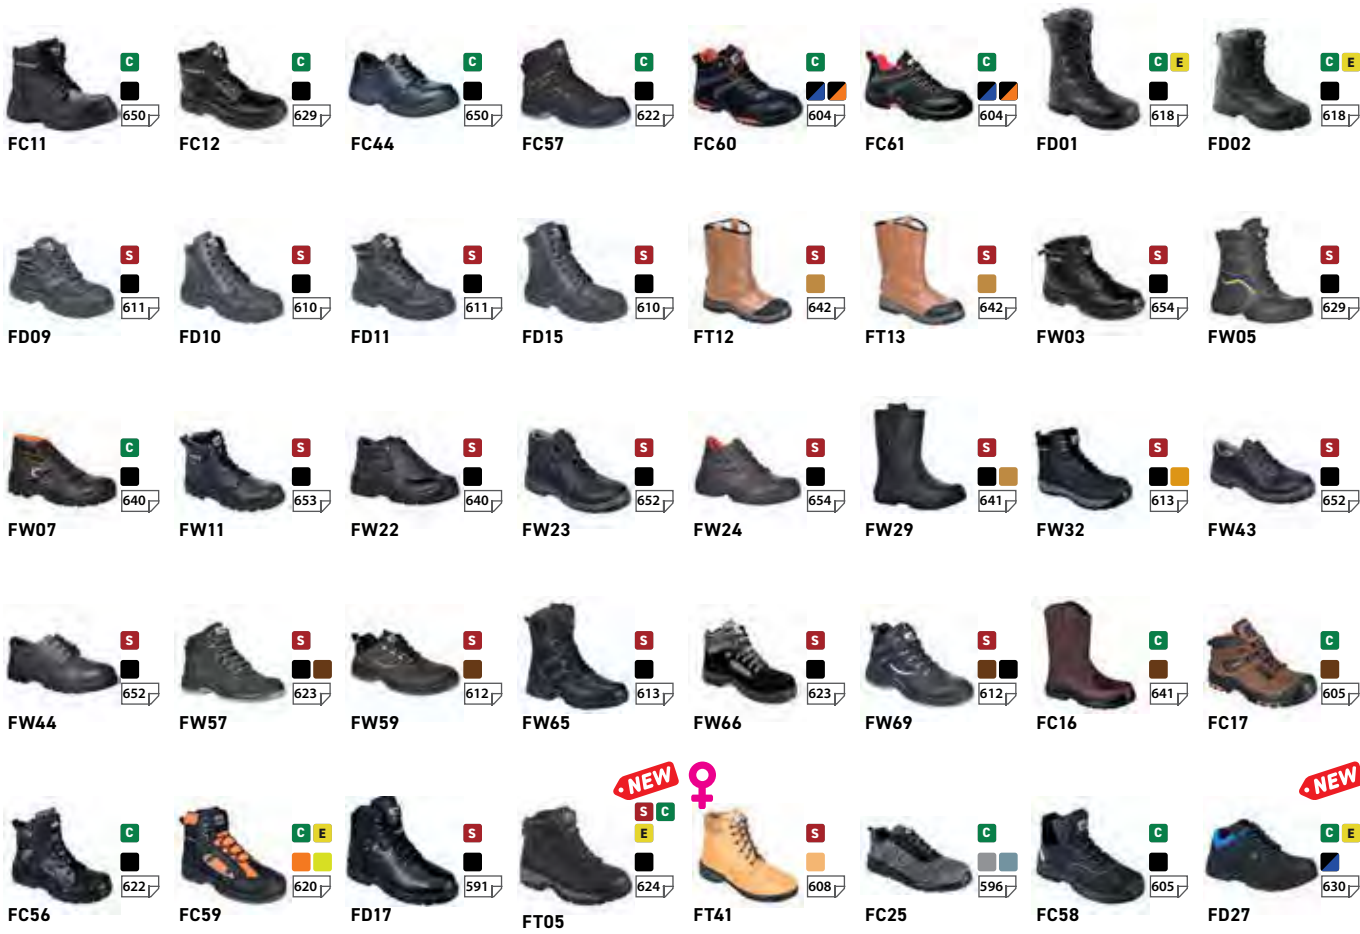 C C C C C C C E C E
650 629 650 622 604 604 618 618
FC11 FC12 FC44 FC57 FC60 FC61 FD01 FD02
S S S S S S S S
611 610 611 610 642 642 654 629
FD09 FD10 FD11 FD15 FT12 FT13 FW03 FW05
C S S S S S S S
640 653 640 652 654 641 613 652
FW07 FW11 FW22 FW23 FW24 FW29 FW32 FW43
S S S S S S C C
652 623 612 613 623 612 641 605
FW44 FW57 FW59 FW65 FW66 FW69 FC16 FC17
NEW NEW
S C
C C E S E S C C C E
622 620 591 624 608 596 605 630
FC56 FC59 FD17 FT05 FT41 FC25 FC58 FD27